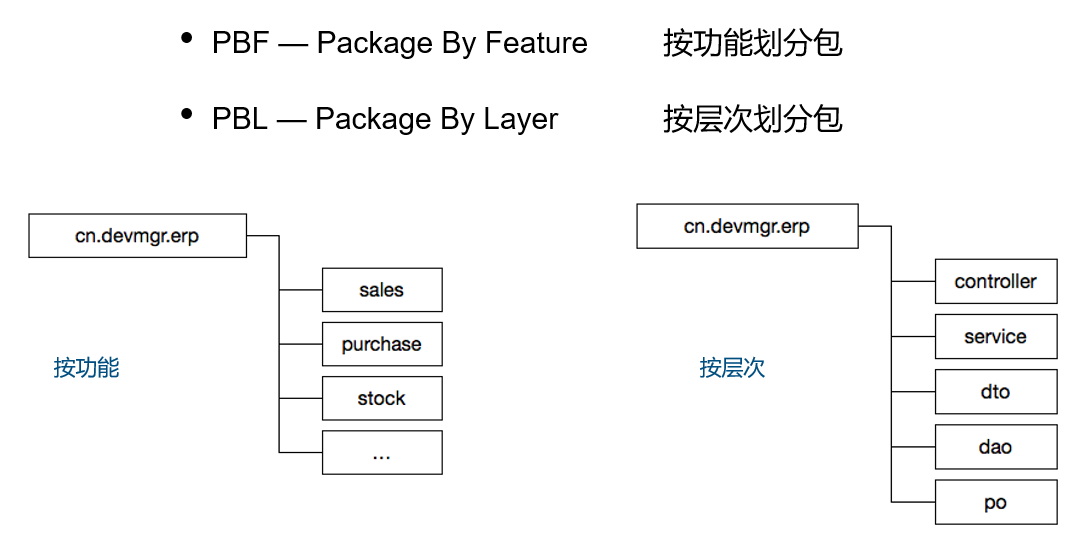 • PBF — Package By Feature 按功能划分包
• PBL — Package By Layer 按层次划分包
cn.devmgr.erp
sales
purchase
stock
...
按功能
cn.devmgr.erp
controller
service
dto
dao
po
按层次